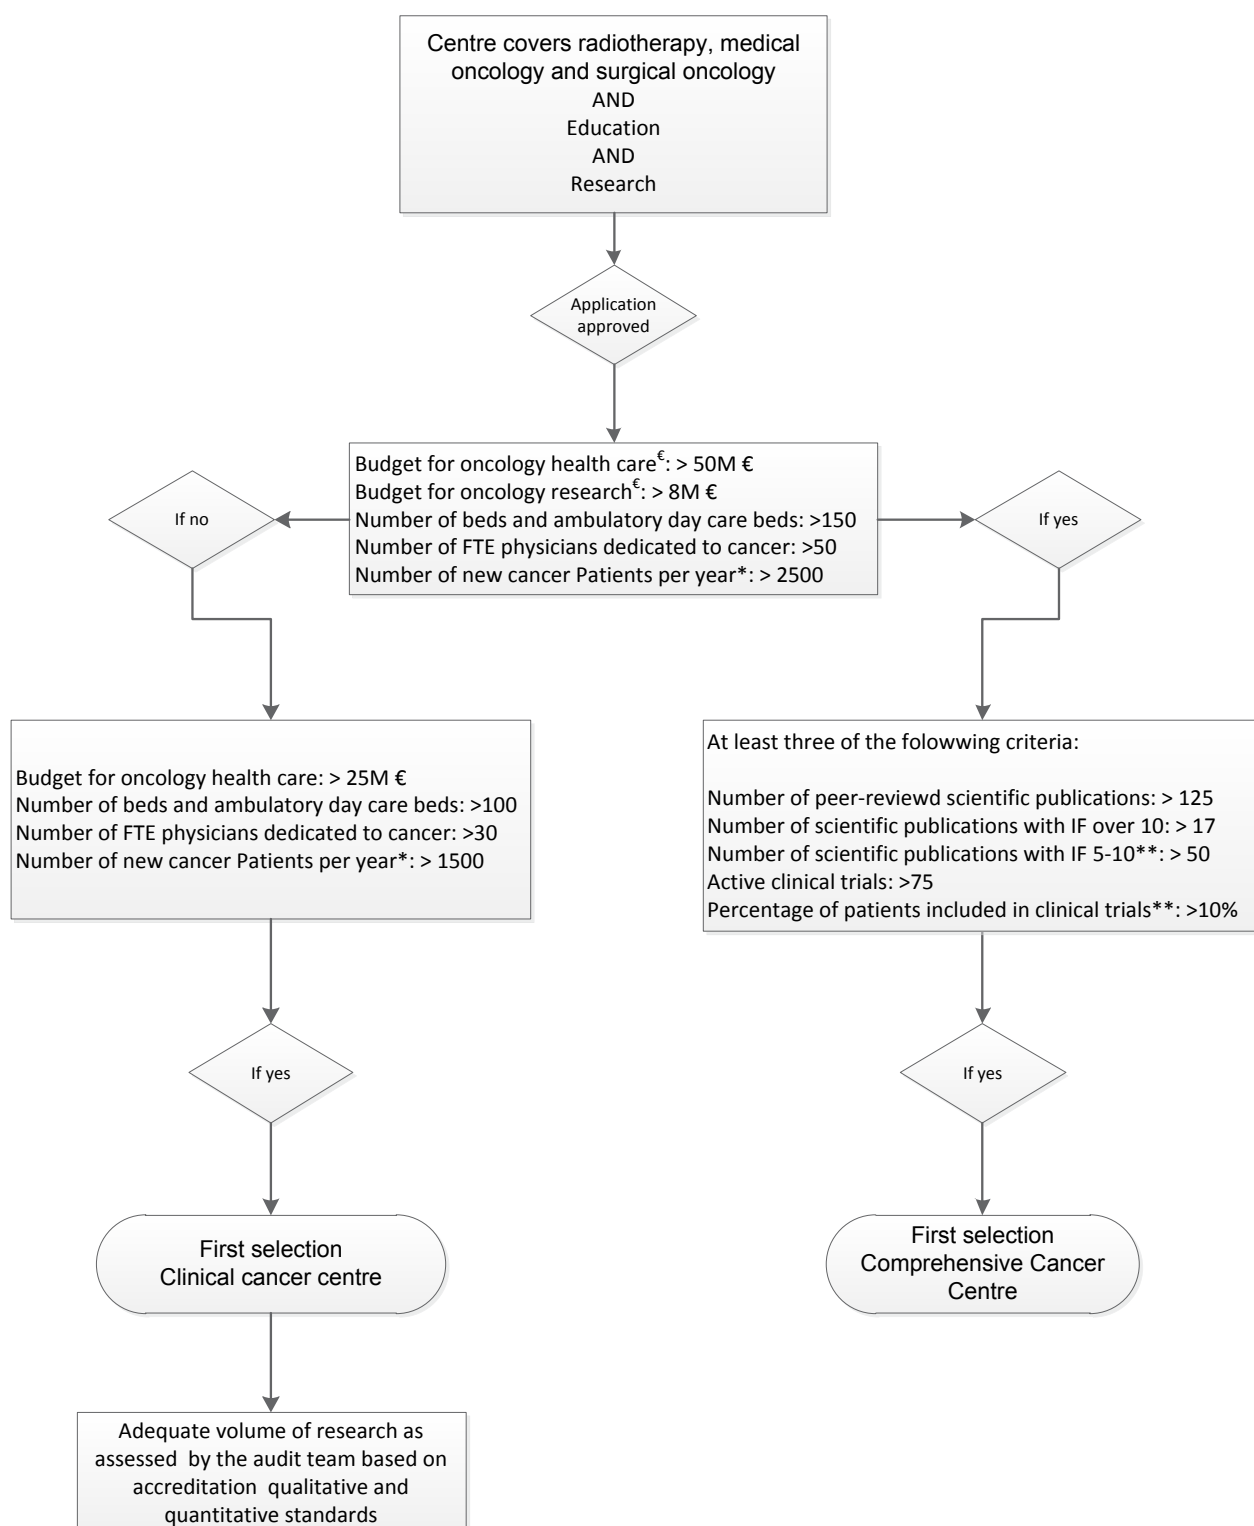 Centre covers radiotherapy, medical
oncology and surgical oncology
AND
Education
AND
Research
Application
approved
Budget for oncology health care€: > 50M €
Budget for oncology research€: > 8M €
Number of beds and ambulatory day care beds: >150
Number of FTE physicians dedicated to cancer: >50
Number of new cancer Patients per year*: > 2500
If no
If yes
Budget for oncology health care: > 25M €
Number of beds and ambulatory day care beds: >100
Number of FTE physicians dedicated to cancer: >30
Number of new cancer Patients per year*: > 1500
At least three of the folowwing criteria:
Number of peer-reviewd scientific publications: > 125
Number of scientific publications with IF over 10: > 17
Number of scientific publications with IF 5-10**: > 50
Active clinical trials: >75
Percentage of patients included in clinical trials**: >10%
If yes
If yes
First selection
Clinical cancer centre
First selection
Comprehensive Cancer
Centre
Adequate volume of research as
assessed  by the audit team based on
accreditation  qualitative and
quantitative standards